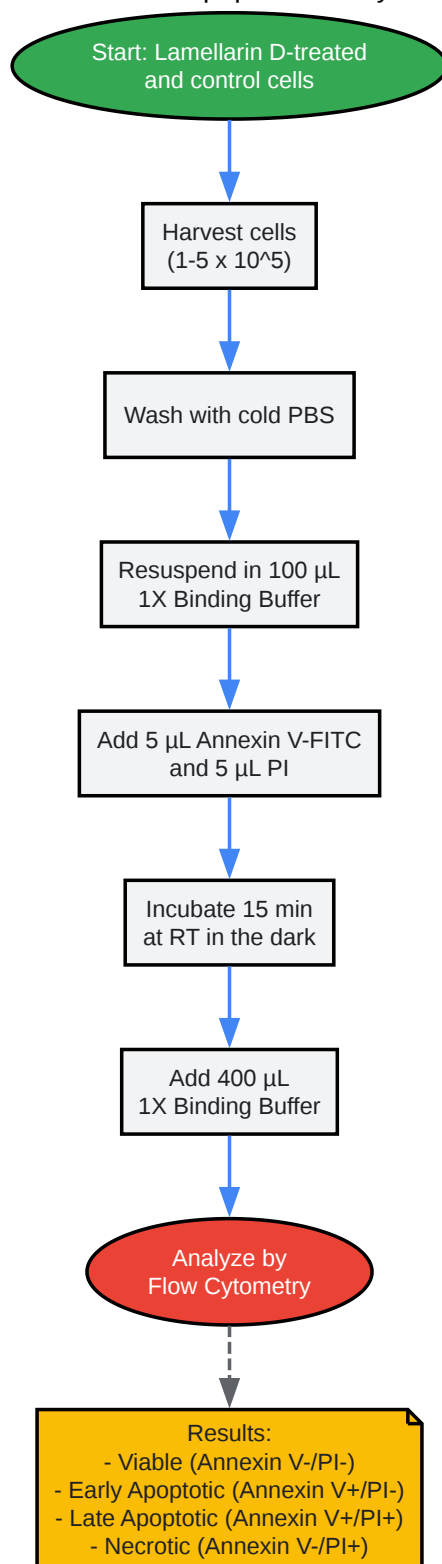 Start: Lamellarin D-treated
and control cells
Harvest cells
(1-5 x 10^5)
Wash with cold PBS
Resuspend in 100 µL
1X Binding Buffer
Add 5 µL Annexin V-FITC
and 5 µL PI
Incubate 15 min
at RT in the dark
Add 400 µL
1X Binding Buffer
Analyze by
Flow Cytometry
Results:
- Viable (Annexin V-/PI-)
- Early Apoptotic (Annexin V+/PI-)
- Late Apoptotic (Annexin V+/PI+)
- Necrotic (Annexin V-/PI+)